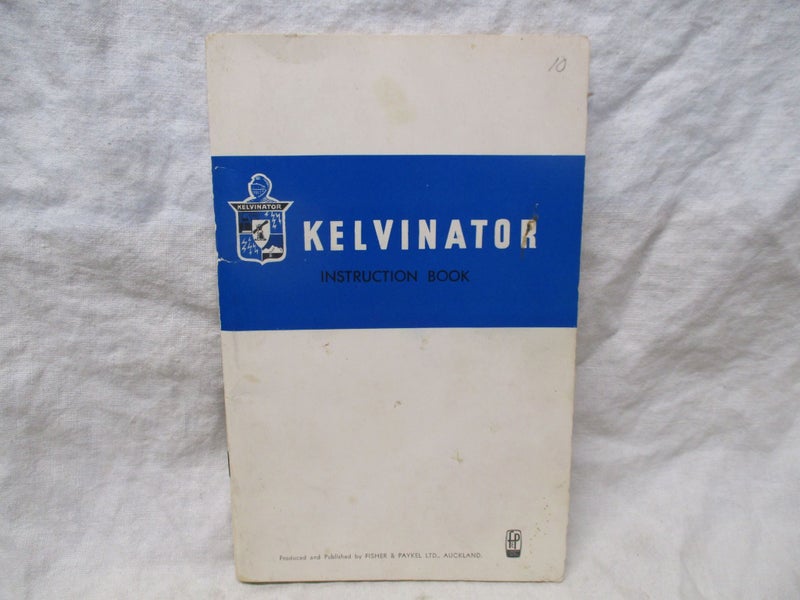 10
KELVINATOR
KELVINATOR
INSTRUCTION BOOK
Produced and Published by FISHER & PAYKEL LTD., AUCKLAND.
f&P